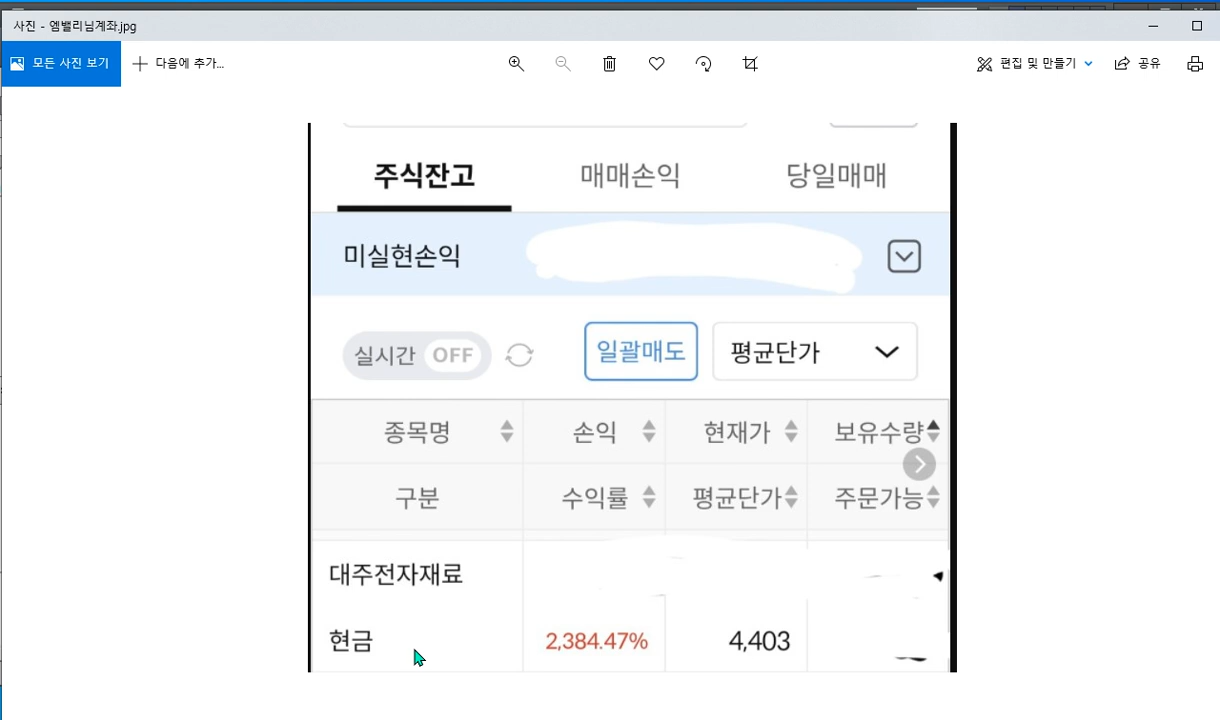 사진 - 엠밸리님계좌.jpg
모든 사진 보기 다음에 추가... 편집 및 만들기 공유
주식잔고 매매손익 당일매매
미실현손익
실시간 OFF 일괄매도 평균단가
종목명 손익 현재가 보유수량
구분 수익률 평균단가 주문가능
대주전자재료
현금 2,384.47% 4,403